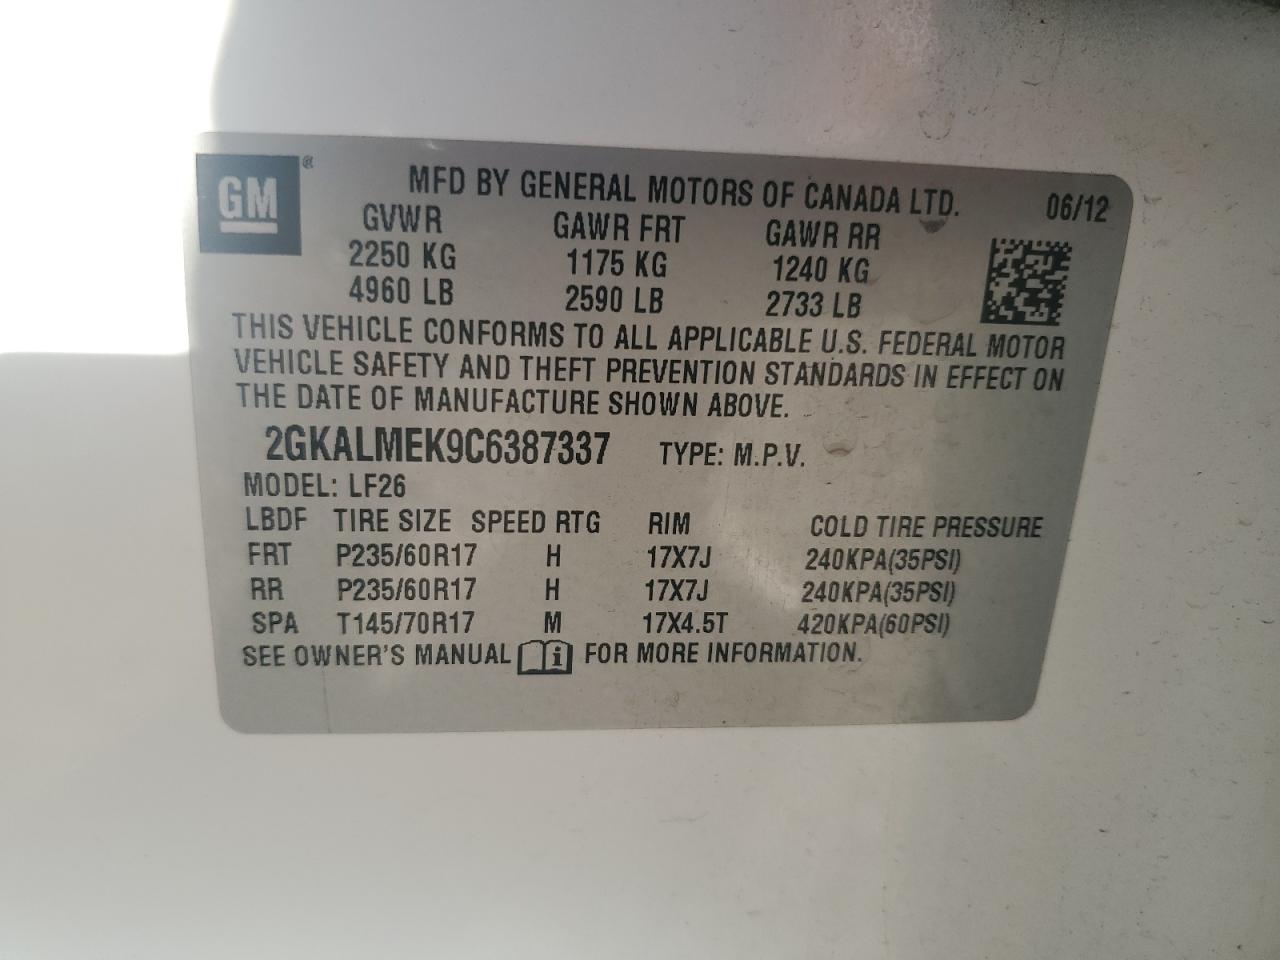 GM ®
MFD BY GENERAL MOTORS OF CANADA LTD. 06/12
GVWR GAWR FRT GAWR RR
2250 KG 1175 KG 1240 KG
4960 LB 2590 LB 2733 LB
THIS VEHICLE CONFORMS TO ALL APPLICABLE U.S. FEDERAL MOTOR
VEHICLE SAFETY AND THEFT PREVENTION STANDARDS IN EFFECT ON
THE DATE OF MANUFACTURE SHOWN ABOVE.
2GKALMEK9C6387337 TYPE: M.P.V.
MODEL: LF26
LBDF TIRE SIZE SPEED RTG RIM COLD TIRE PRESSURE
FRT P235/60R17 H 17X7J 240KPA(35PSI)
RR P235/60R17 H 17X7J 240KPA(35PSI)
SPA T145/70R17 M 17X4.5T 420KPA(60PSI)
SEE OWNER'S MANUAL i FOR MORE INFORMATION.